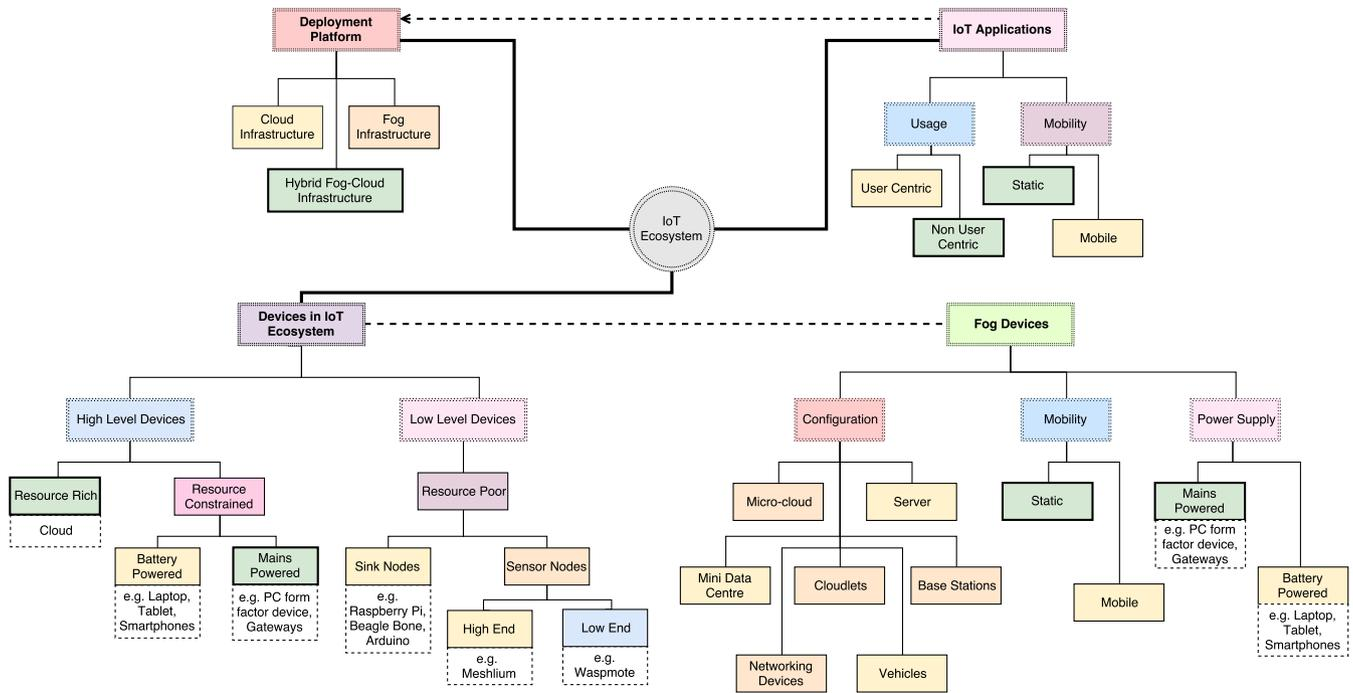 Deployment
Platform
IoT Applications
Cloud
Infrastructure
Fog
Infrastructure
Hybrid Fog-Cloud
Infrastructure
Usage
Mobility
User Centric
Static
Non User
Centric
Mobile
IoT
Ecosystem
Devices in IoT
Ecosystem
Fog Devices
High Level Devices
Low Level Devices
Resource Rich
Cloud
Resource
Constrained
Resource Poor
Battery
Powered
e.g. Laptop,
Tablet,
Smartphones
Mains
Powered
e.g. PC form
factor device,
Gateways
Sink Nodes
e.g.
Raspberry Pi,
Beagle Bone,
Arduino
Sensor Nodes
High End
e.g.
Meshlium
Low End
e.g.
Waspmote
Configuration
Mobility
Power Supply
Micro-cloud
Server
Mini Data
Centre
Cloudlets
Base Stations
Networking
Devices
Vehicles
Static
Mobile
Mains
Powered
e.g. PC form
factor device,
Gateways
Battery
Powered
e.g. Laptop,
Tablet,
Smartphones